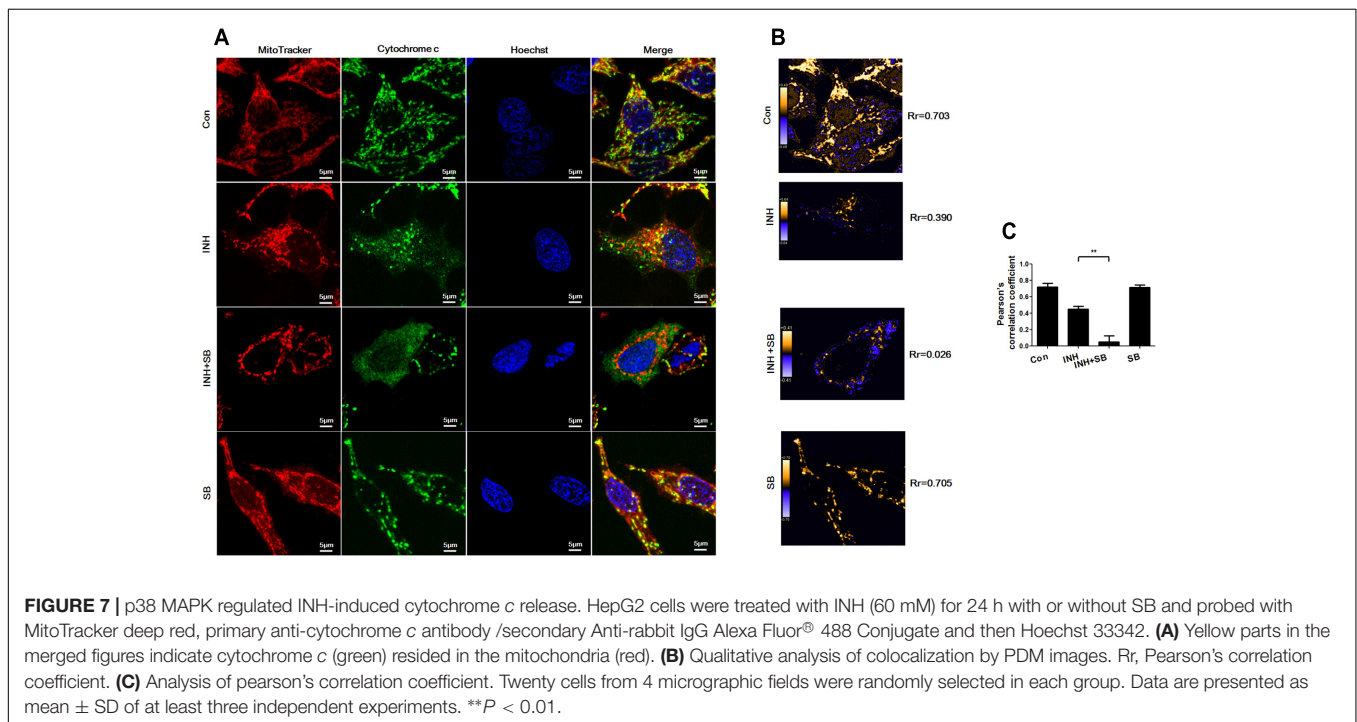 A
B
MitoTracker
Cytochrome c
Hoechst
Merge
Con
5µm
5µm
5µm
5µm
Con
Rr=0.703
INH
5µm
5µm
5µm
5µm
INH
Rr=0.390
C
Pearson's
correlation coefficient
1.0
0.8
0.6
0.4
0.2
0.0
**
Con
INH
INH+SB
SB
INH+SB
5µm
5µm
5µm
5µm
INH +SB
+0.41
-0.41
Rr=0.026
SB
5µm
5µm
5µm
5µm
SB
Rr=0.705
FIGURE 7 | p38 MAPK regulated INH-induced cytochrome c release. HepG2 cells were treated with INH (60 mM) for 24 h with or without SB and probed with
MitoTracker deep red, primary anti-cytochrome c antibody /secondary Anti-rabbit IgG Alexa Fluor® 488 Conjugate and then Hoechst 33342. (A) Yellow parts in the
merged figures indicate cytochrome c (green) resided in the mitochondria (red). (B) Qualitative analysis of colocalization by PDM images. Rr, Pearson's correlation
coefficient. (C) Analysis of pearson's correlation coefficient. Twenty cells from 4 micrographic fields were randomly selected in each group. Data are presented as
mean ± SD of at least three independent experiments. **P < 0.01.